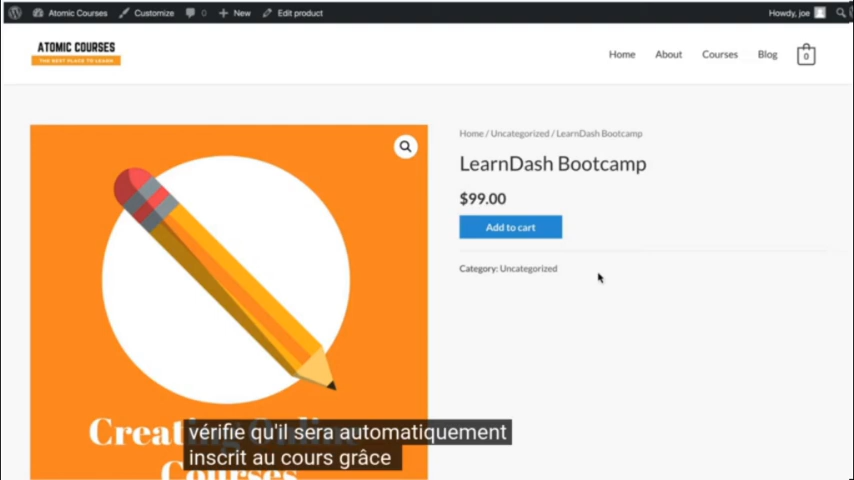 Atomic Courses Customize 0 New Edit product Howdy, joe
ATOMIC COURSES
THE BEST PLACE TO LEARN
Home About Courses Blog 0
Home / Uncategorized / LearnDash Bootcamp
LearnDash Bootcamp
$99.00
Add to cart
Category: Uncategorized
vérifie qu'il sera automatiquement
inscrit au cours grâce